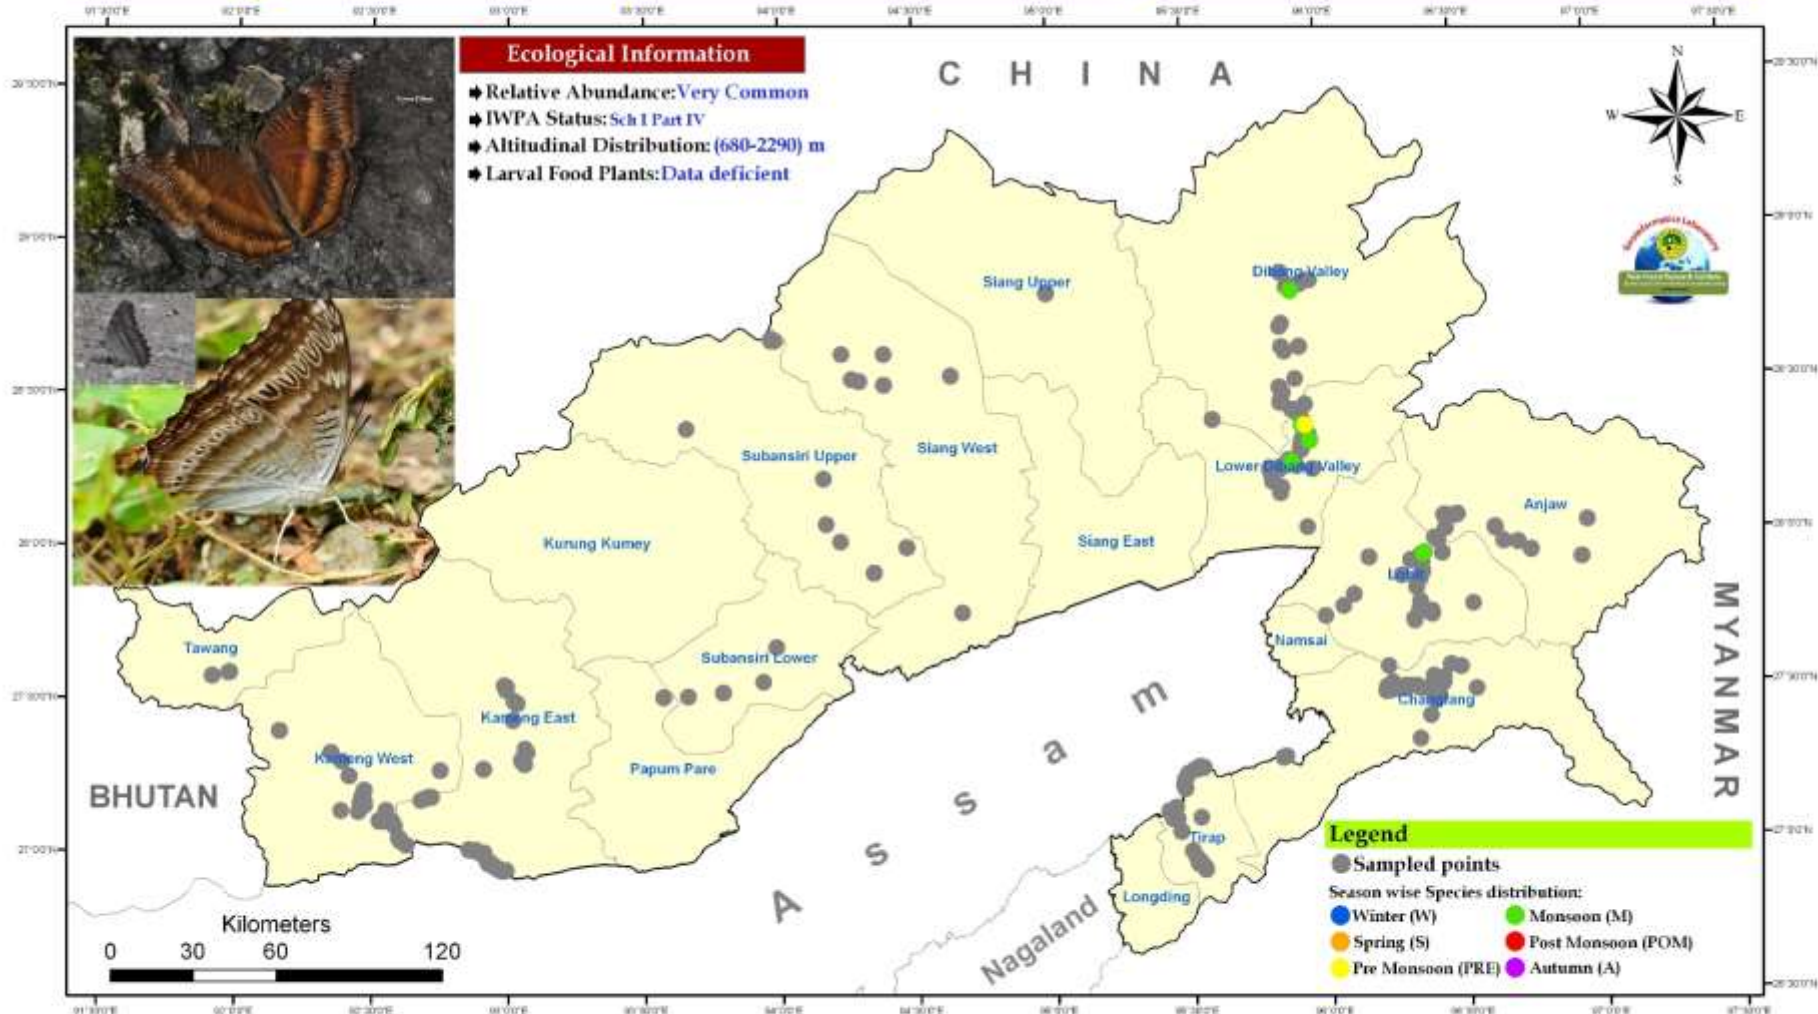 Ecological Information
Relative Abundance:Very Common
IWPA Status: Sch I Part IV
Altitudinal Distribution: (680-2290) m
Larval Food Plants:Data deficient
CHINA
N
W E
S
Dibang Valley
Siang Upper
Siang West
Subansiri Upper
Lower Dibang Valley
Anjaw
Kurung Kumey
Siang East
Lohit
Namsai
Tawang
Subansiri Lower
Changlang
Kameng East
Kameng West
Papum Pare
BHUTAN
MYANMAR
Assam
Tirap
Longding
Nagaland
Kilometers
0 30 60 120
Legend
Sampled points
Season wise Species distribution:
Winter (W) Monsoon (M)
Spring (S) Post Monsoon (POM)
Pre Monsoon (PRE) Autumn (A)